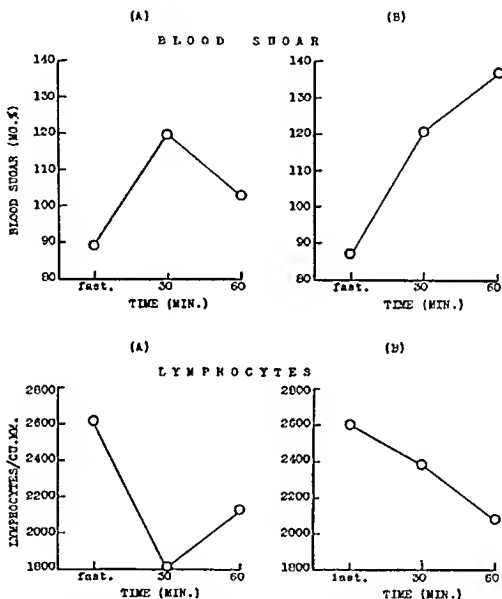 (A) (B)
BLOOD SUGAR
140 140
130 130
120 120
110 110
100 100
90 90
80 80
BLOOD SUGAR (MG.%)
fast. 30 60 fast. 30 60
TIME (MIN.) TIME (MIN.)
(A) (B)
LYMPHOCYTES
2800 2800
2600 2600
2400 2400
2200 2200
2000 2000
1800 1800
LYMPHOCYTES/CU.MM.
fast. 30 60 fast. 30 60
TIME (MIN.) TIME (MIN.)